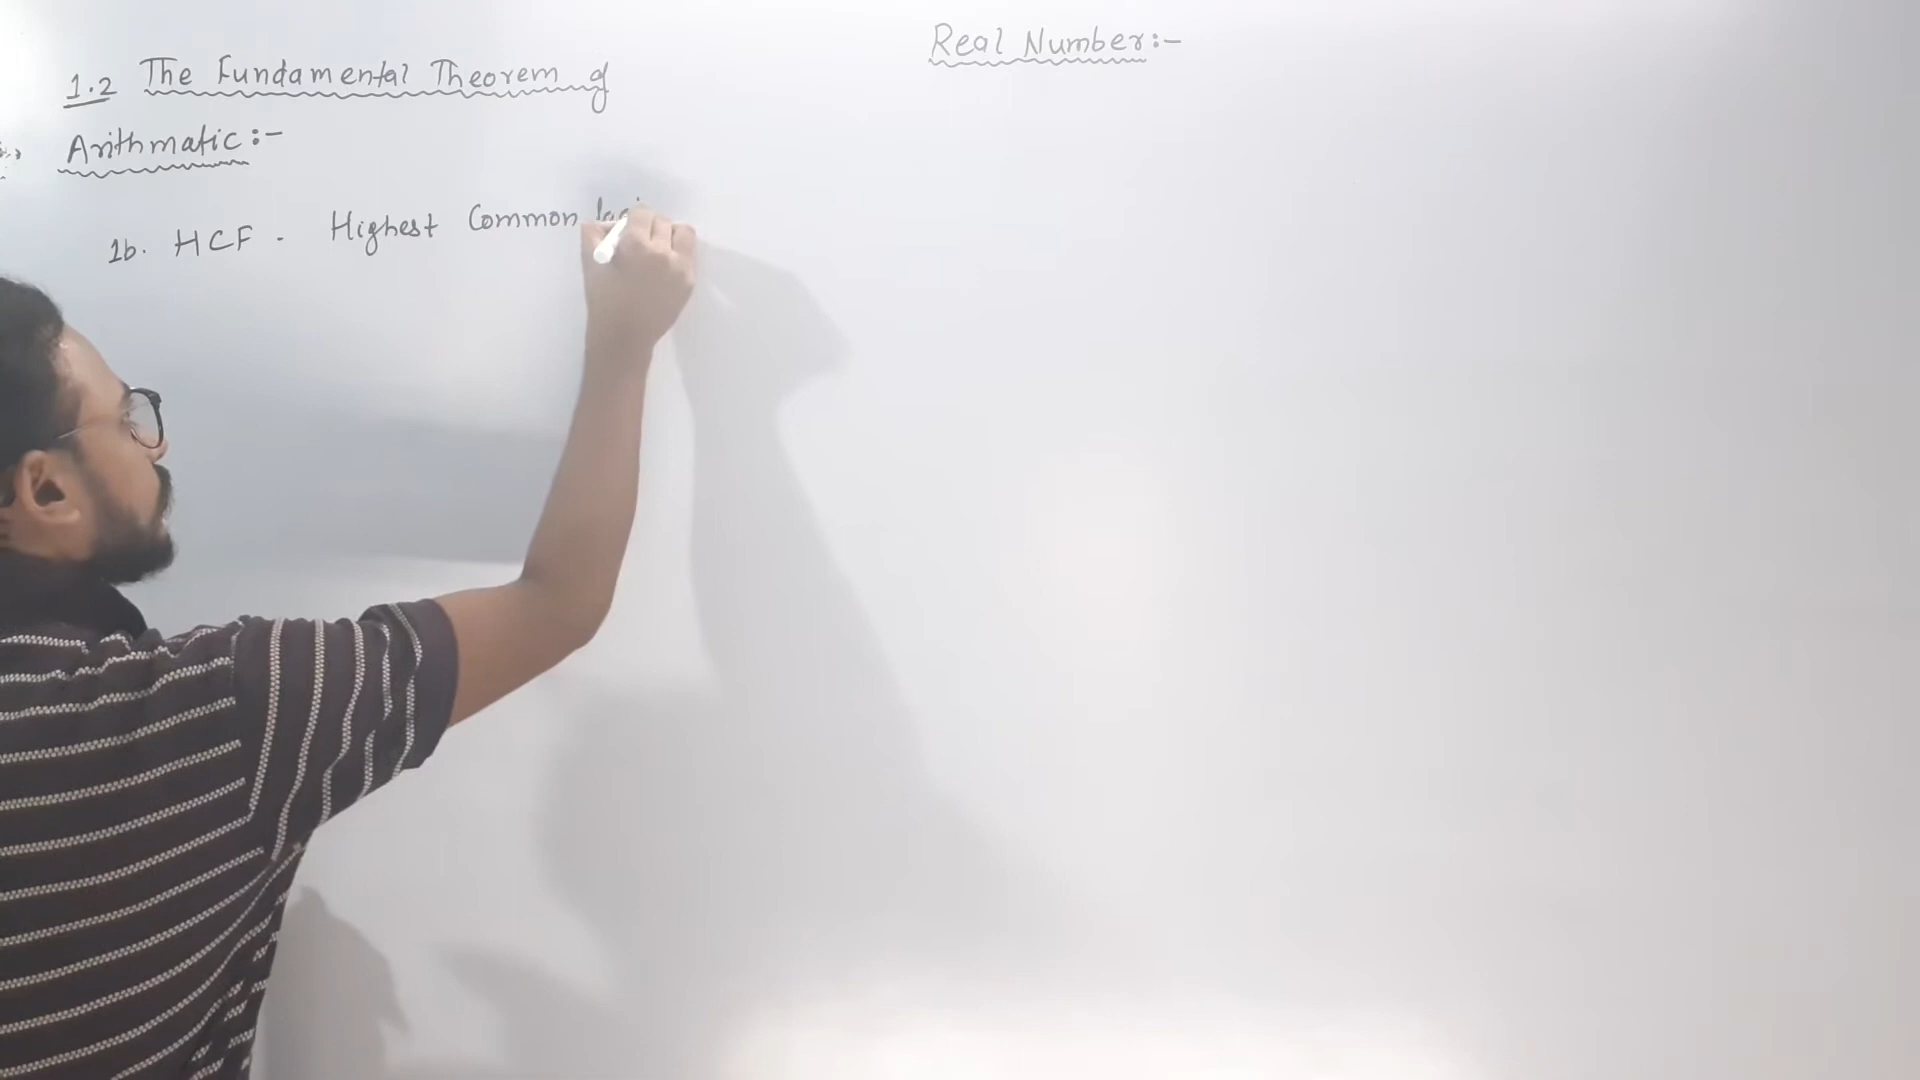 Real Number:-
1.2 The Fundamental Theorem of
Arithmatic:-
1b. HCF - Highest Common